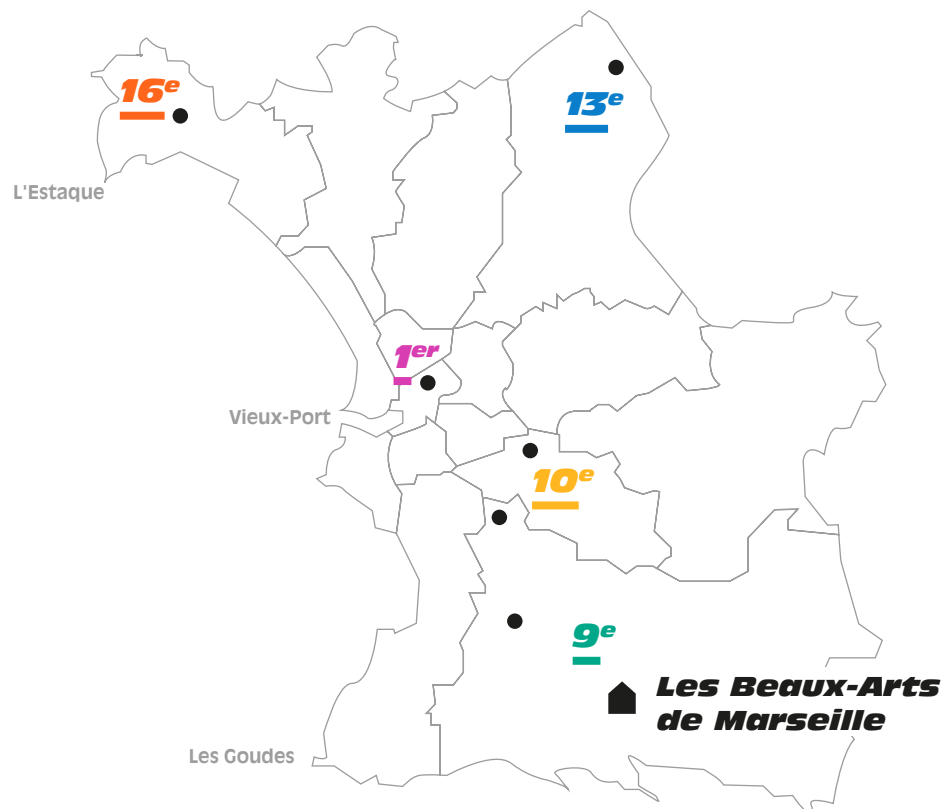 16e
13e
L'Estaque
1er
Vieux-Port
10e
9e
Les Beaux-Arts
de Marseille
Les Goudes